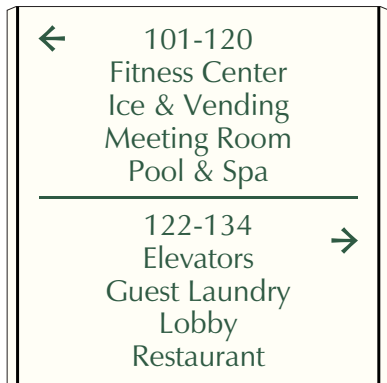 101-120
Fitness Center
Ice & Vending
Meeting Room
Pool & Spa
122-134
Elevators
Guest Laundry
Lobby
Restaurant